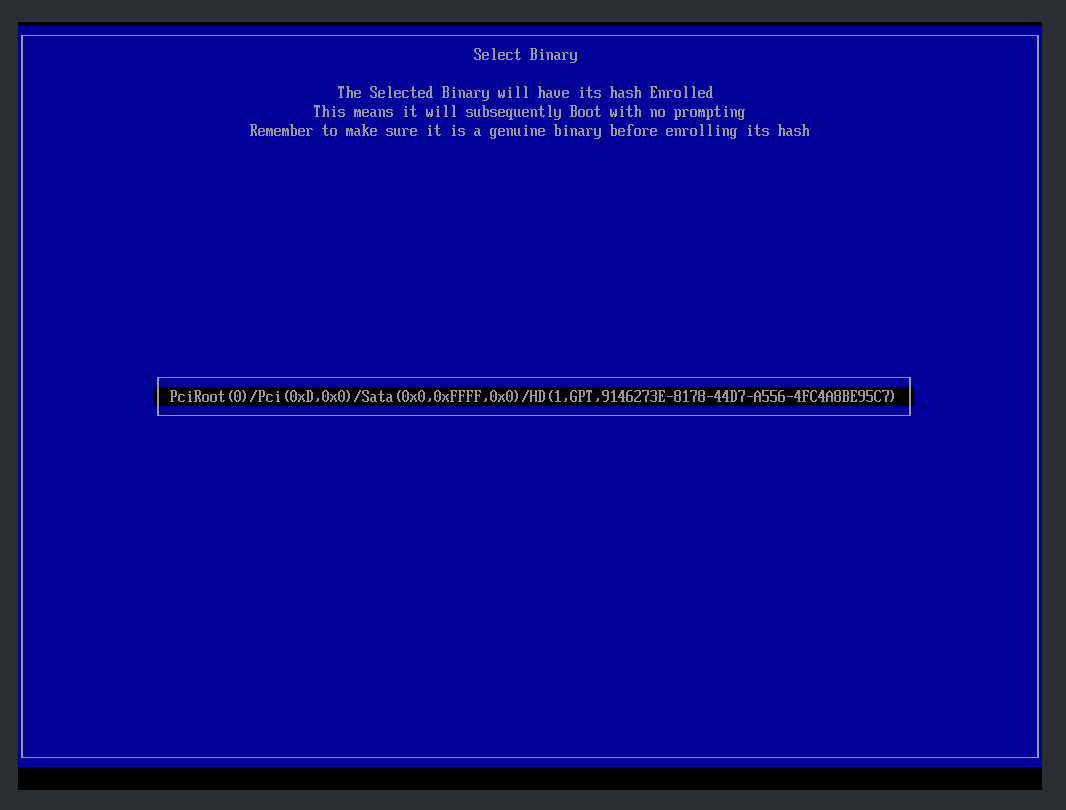 Select Binary
The Selected Binary will have its hash Enrolled
This means it will subsequently Boot with no prompting
Remember to make sure it is a genuine binary before enrolling its hash
PciRoot(0)/Pci(0xD,0x0)/Sata(0x0,0xFFFF,0x0)/HD(1,GPT,9146273E-8178-44D7-A556-4FC4A8BE95C7)